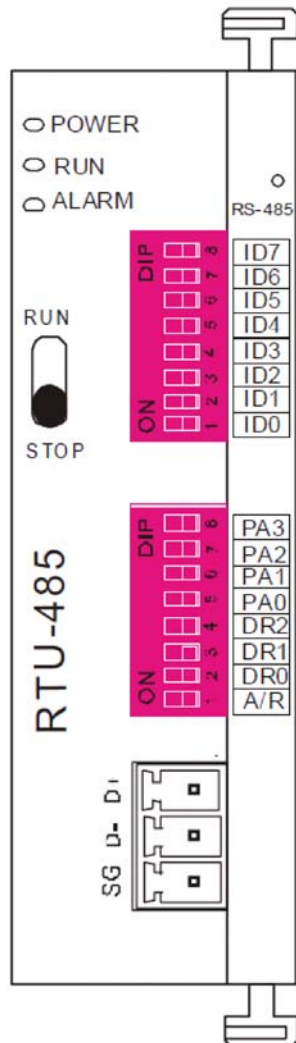 POWER
RUN
ALARM
RS-485
RUN
STOP
DIP
ON
8
7
6
5
4
3
2
1
ID7
ID6
ID5
ID4
ID3
ID2
ID1
ID0
DIP
ON
8
7
6
5
4
3
2
1
PA3
PA2
PA1
PA0
DR2
DR1
DR0
A/R
RTU-485
D+
D-
SG